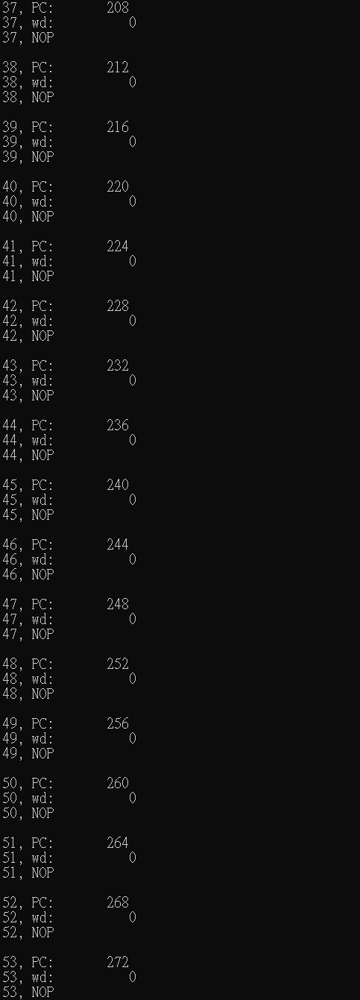 37, PC:       208
37, wd:          0
37, NOP

38, PC:       212
38, wd:          0
38, NOP

39, PC:       216
39, wd:          0
39, NOP

40, PC:       220
40, wd:          0
40, NOP

41, PC:       224
41, wd:          0
41, NOP

42, PC:       228
42, wd:          0
42, NOP

43, PC:       232
43, wd:          0
43, NOP

44, PC:       236
44, wd:          0
44, NOP

45, PC:       240
45, wd:          0
45, NOP

46, PC:       244
46, wd:          0
46, NOP

47, PC:       248
47, wd:          0
47, NOP

48, PC:       252
48, wd:          0
48, NOP

49, PC:       256
49, wd:          0
49, NOP

50, PC:       260
50, wd:          0
50, NOP

51, PC:       264
51, wd:          0
51, NOP

52, PC:       268
52, wd:          0
52, NOP

53, PC:       272
53, wd:          0
53, NOP